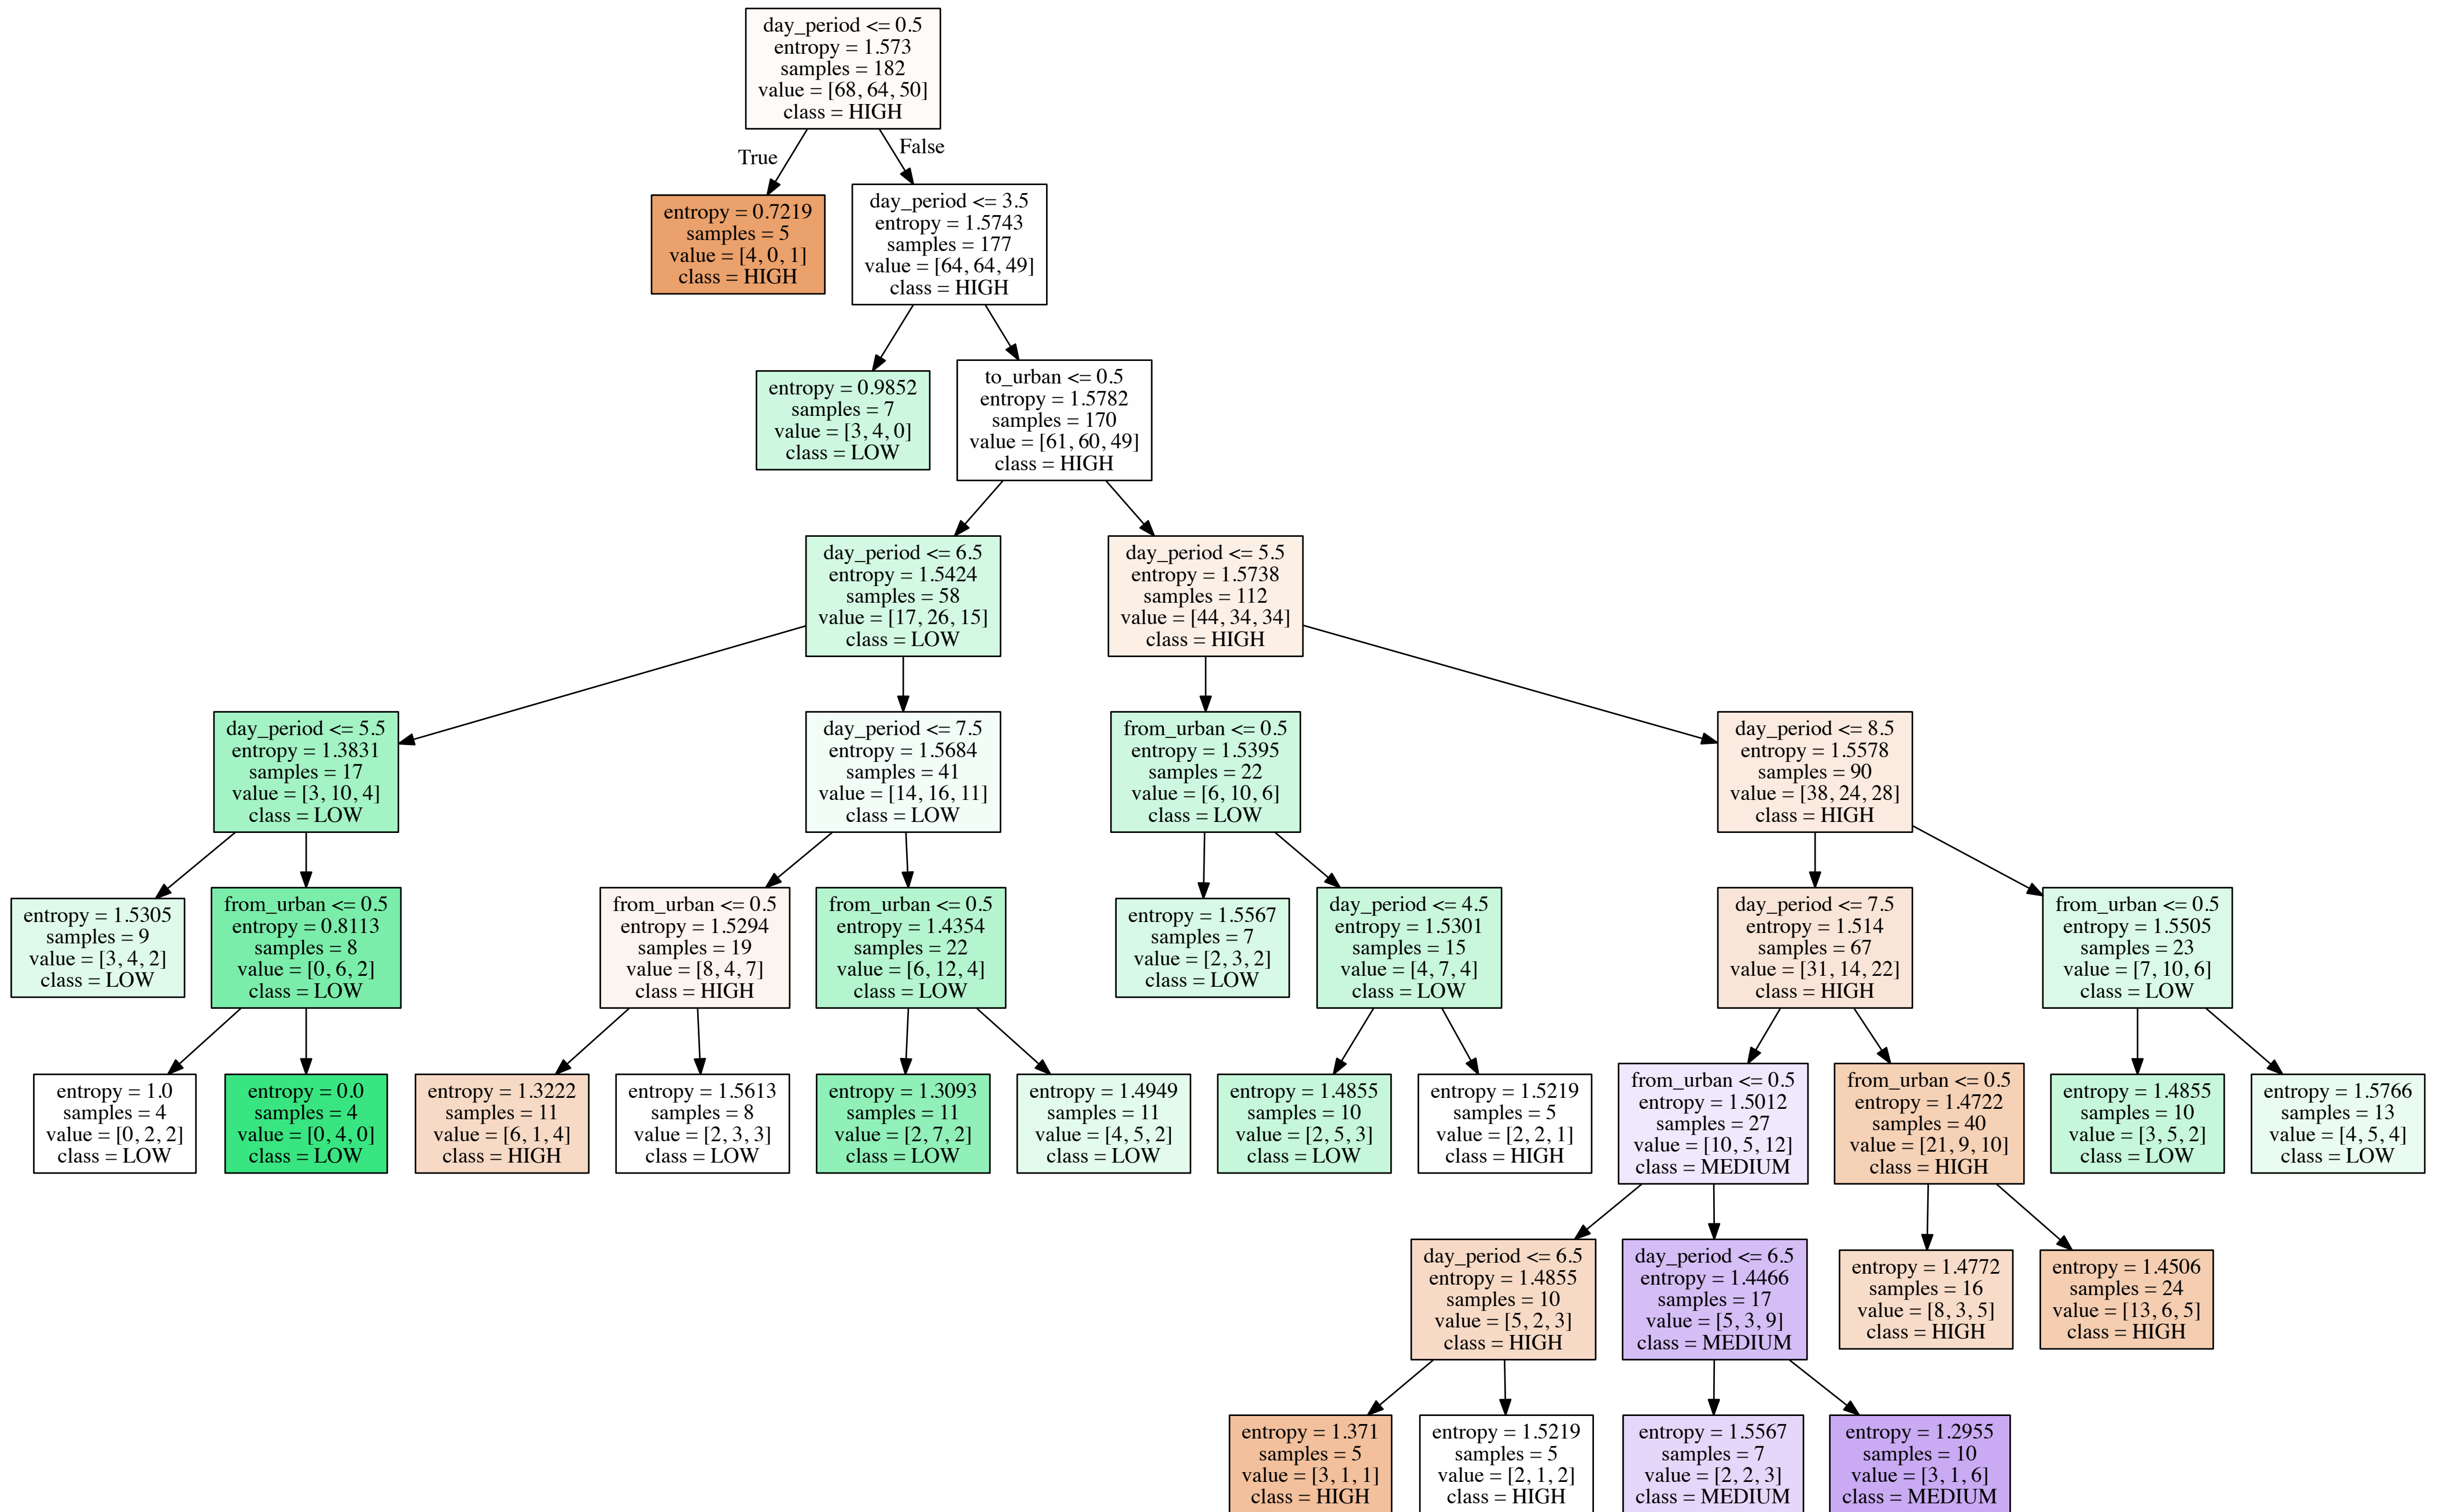 day_period <= 0.5
entropy = 1.573
samples = 182
value = [68, 64, 50]
class = HIGH
True
False
entropy = 0.7219
samples = 5
value = [4, 0, 1]
class = HIGH
day_period <= 3.5
entropy = 1.5743
samples = 177
value = [64, 64, 49]
class = HIGH
entropy = 0.9852
samples = 7
value = [3, 4, 0]
class = LOW
to_urban <= 0.5
entropy = 1.5782
samples = 170
value = [61, 60, 49]
class = HIGH
day_period <= 6.5
entropy = 1.5424
samples = 58
value = [17, 26, 15]
class = LOW
day_period <= 5.5
entropy = 1.5738
samples = 112
value = [44, 34, 34]
class = HIGH
day_period <= 5.5
entropy = 1.3831
samples = 17
value = [3, 10, 4]
class = LOW
day_period <= 7.5
entropy = 1.5684
samples = 41
value = [14, 16, 11]
class = LOW
from_urban <= 0.5
entropy = 1.5395
samples = 22
value = [6, 10, 6]
class = LOW
day_period <= 8.5
entropy = 1.5578
samples = 90
value = [38, 24, 28]
class = HIGH
entropy = 1.5305
samples = 9
value = [3, 4, 2]
class = LOW
from_urban <= 0.5
entropy = 0.8113
samples = 8
value = [0, 6, 2]
class = LOW
from_urban <= 0.5
entropy = 1.5294
samples = 19
value = [8, 4, 7]
class = HIGH
from_urban <= 0.5
entropy = 1.4354
samples = 22
value = [6, 12, 4]
class = LOW
entropy = 1.5567
samples = 7
value = [2, 3, 2]
class = LOW
day_period <= 4.5
entropy = 1.5301
samples = 15
value = [4, 7, 4]
class = LOW
day_period <= 7.5
entropy = 1.514
samples = 67
value = [31, 14, 22]
class = HIGH
from_urban <= 0.5
entropy = 1.5505
samples = 23
value = [7, 10, 6]
class = LOW
entropy = 1.0
samples = 4
value = [0, 2, 2]
class = LOW
entropy = 0.0
samples = 4
value = [0, 4, 0]
class = LOW
entropy = 1.3222
samples = 11
value = [6, 1, 4]
class = HIGH
entropy = 1.5613
samples = 8
value = [2, 3, 3]
class = LOW
entropy = 1.3093
samples = 11
value = [2, 7, 2]
class = LOW
entropy = 1.4949
samples = 11
value = [4, 5, 2]
class = LOW
entropy = 1.4855
samples = 10
value = [2, 5, 3]
class = LOW
entropy = 1.5219
samples = 5
value = [2, 2, 1]
class = HIGH
from_urban <= 0.5
entropy = 1.5012
samples = 27
value = [10, 5, 12]
class = MEDIUM
from_urban <= 0.5
entropy = 1.4722
samples = 40
value = [21, 9, 10]
class = HIGH
entropy = 1.4855
samples = 10
value = [3, 5, 2]
class = LOW
entropy = 1.5766
samples = 13
value = [4, 5, 4]
class = LOW
day_period <= 6.5
entropy = 1.4855
samples = 10
value = [5, 2, 3]
class = HIGH
day_period <= 6.5
entropy = 1.4466
samples = 17
value = [5, 3, 9]
class = MEDIUM
entropy = 1.4772
samples = 16
value = [8, 3, 5]
class = HIGH
entropy = 1.4506
samples = 24
value = [13, 6, 5]
class = HIGH
entropy = 1.371
samples = 5
value = [3, 1, 1]
class = HIGH
entropy = 1.5219
samples = 5
value = [2, 1, 2]
class = HIGH
entropy = 1.5567
samples = 7
value = [2, 2, 3]
class = MEDIUM
entropy = 1.2955
samples = 10
value = [3, 1, 6]
class = MEDIUM